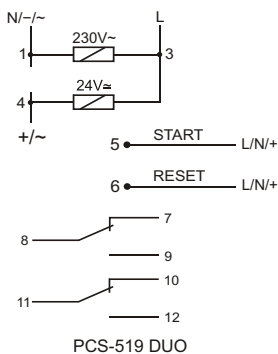 N/−/~ L
230V~
1 3
24V≃
4
+/~
5 START L/N/+
6 RESET L/N/+
7
8
9
10
11
12
PCS-519 DUO